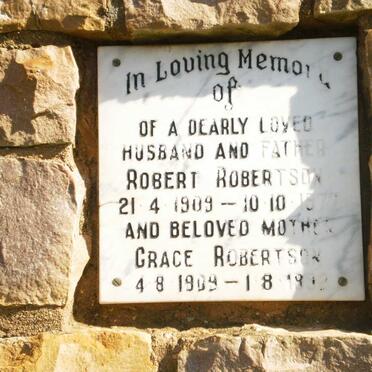 In Loving Memory
of
OF A DEARLY LOVED
HUSBAND AND FATHER
ROBERT ROBERTSON
21·4·1909 — 10·10·
AND BELOVED MOTHER
GRACE ROBERTSON
4·8·1909 — 1·8·